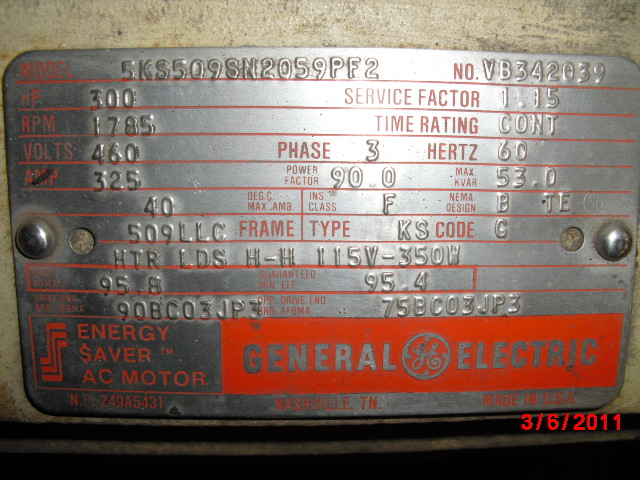 MODEL 5KS509SN2059PF2 NO. VB342039
HP 300 SERVICE FACTOR 1.15
RPM 1785 TIME RATING CONT
VOLTS 460 PHASE 3 HERTZ 60
AMP 325 POWER FACTOR 90.0 MAX KVAR 53.0
40 DEG.C. MAX.AMB INS. CLASS F NEMA DESIGN B TE
509LLC FRAME TYPE KS CODE G
HTR LDS H-H 115V-350W
95.8 GUARANTEED MIN. EFF. 95.4
DRIVE END BRG. AFBMA 90BC03JP3 OPP. DRIVE END BRG. AFBMA 75BC03JP3
ENERGY
$AVER™
AC MOTOR
GENERAL GE ELECTRIC
N.P. 249A5431 NASHVILLE, TN. MADE IN U.S.A.
3/6/2011